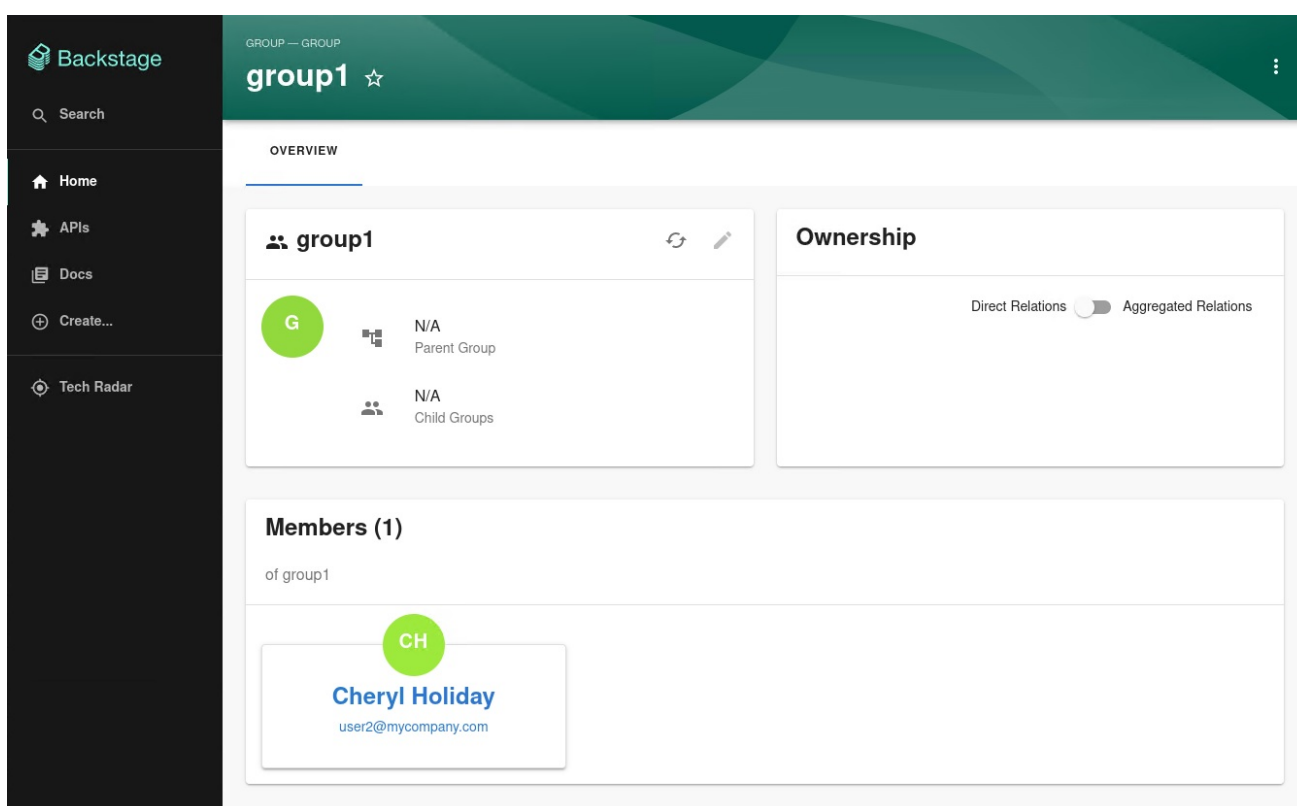 Backstage
Search
Home
APIs
Docs
Create...
Tech Radar
GROUP — GROUP
group1
OVERVIEW
group1
G
N/A
Parent Group
N/A
Child Groups
Ownership
Direct Relations Aggregated Relations
Members (1)
of group1
CH
Cheryl Holiday
user2@mycompany.com